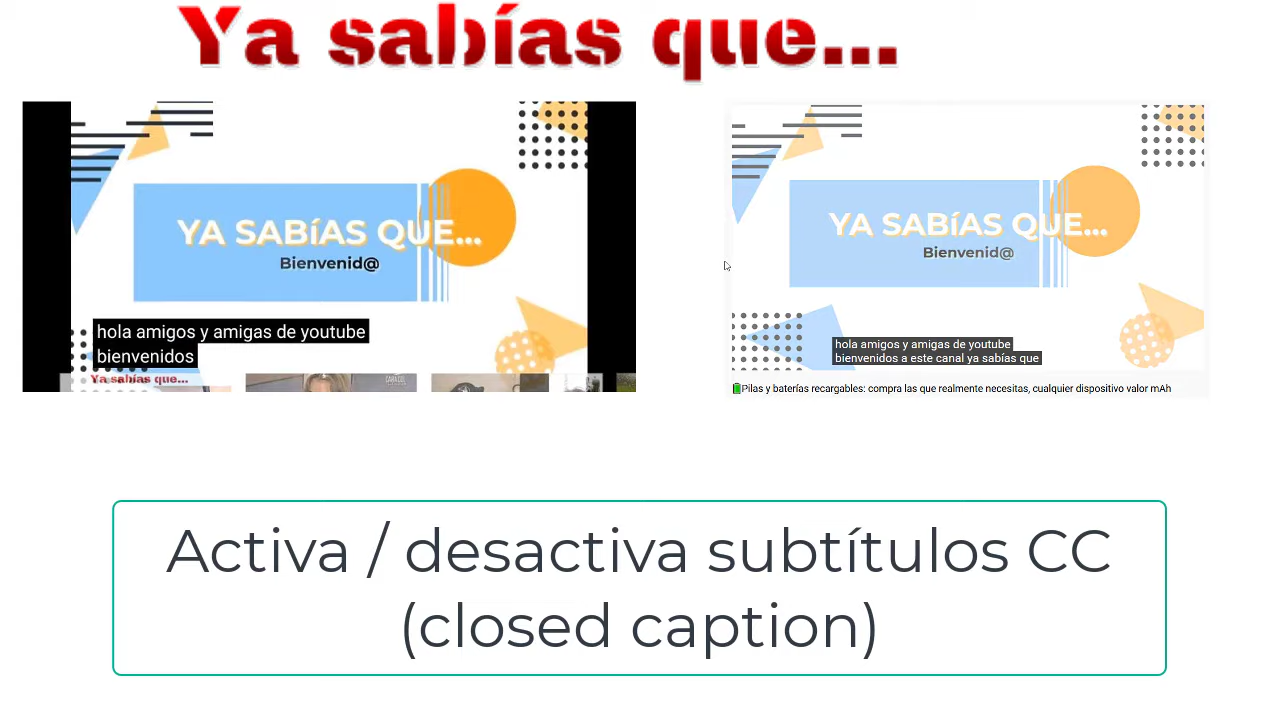 Ya sabías que...
YA SABÍAS QUE...
Bienvenid@
hola amigos y amigas de youtube
bienvenidos
Ya sabías que...
YA SABÍAS QUE...
Bienvenid@
hola amigos y amigas de youtube
bienvenidos a este canal ya sabías que
Pilas y baterías recargables: compra las que realmente necesitas, cualquier dispositivo valor mAh
Activa / desactiva subtítulos CC
(closed caption)